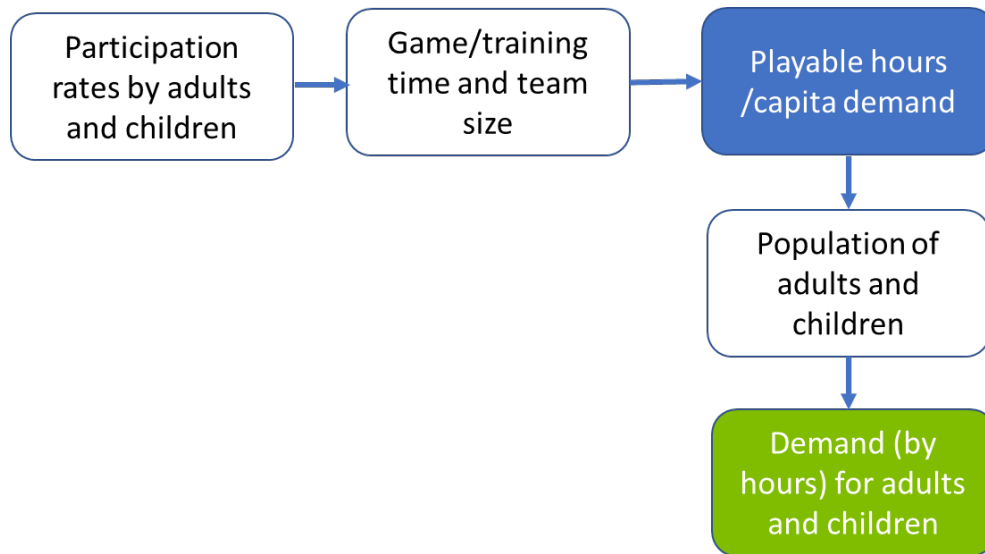 Participation
rates by adults
and children
Game/training
time and team
size
Playable hours
/capita demand
Population of
adults and
children
Demand (by
hours) for adults
and children